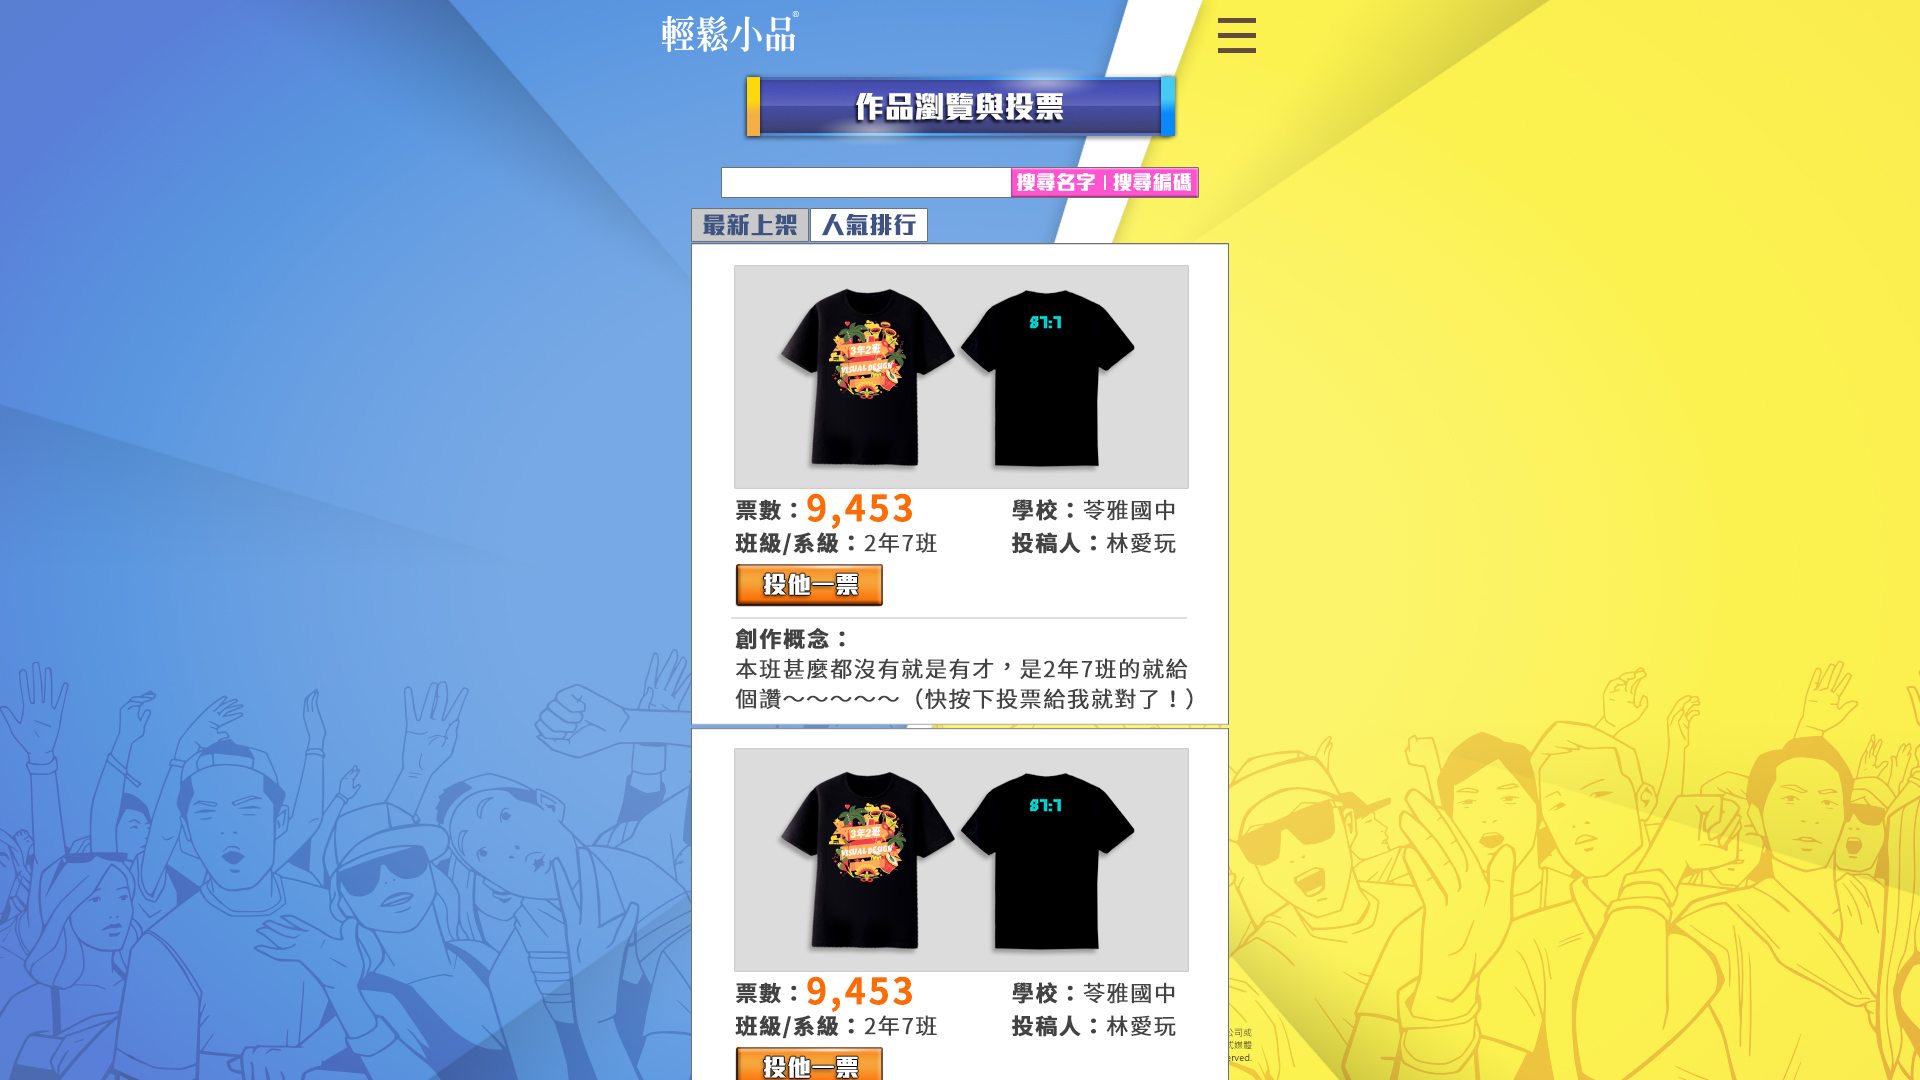 輕鬆小品®
作品瀏覽與投票
搜尋名字 | 搜尋編碼
最新上架 人氣排行
3年2班
VISUAL DESIGN
87:7
票數：9,453 學校：苓雅國中
班級/系級：2年7班 投稿人：林愛玩
投他一票
創作概念：
本班甚麼都沒有就是有才，是2年7班的就給
個讚～～～～～（快按下投票給我就對了！）
3年2班
VISUAL DESIGN
87:7
票數：9,453 學校：苓雅國中
班級/系級：2年7班 投稿人：林愛玩
投他一票
公司或
式媒體
erved.